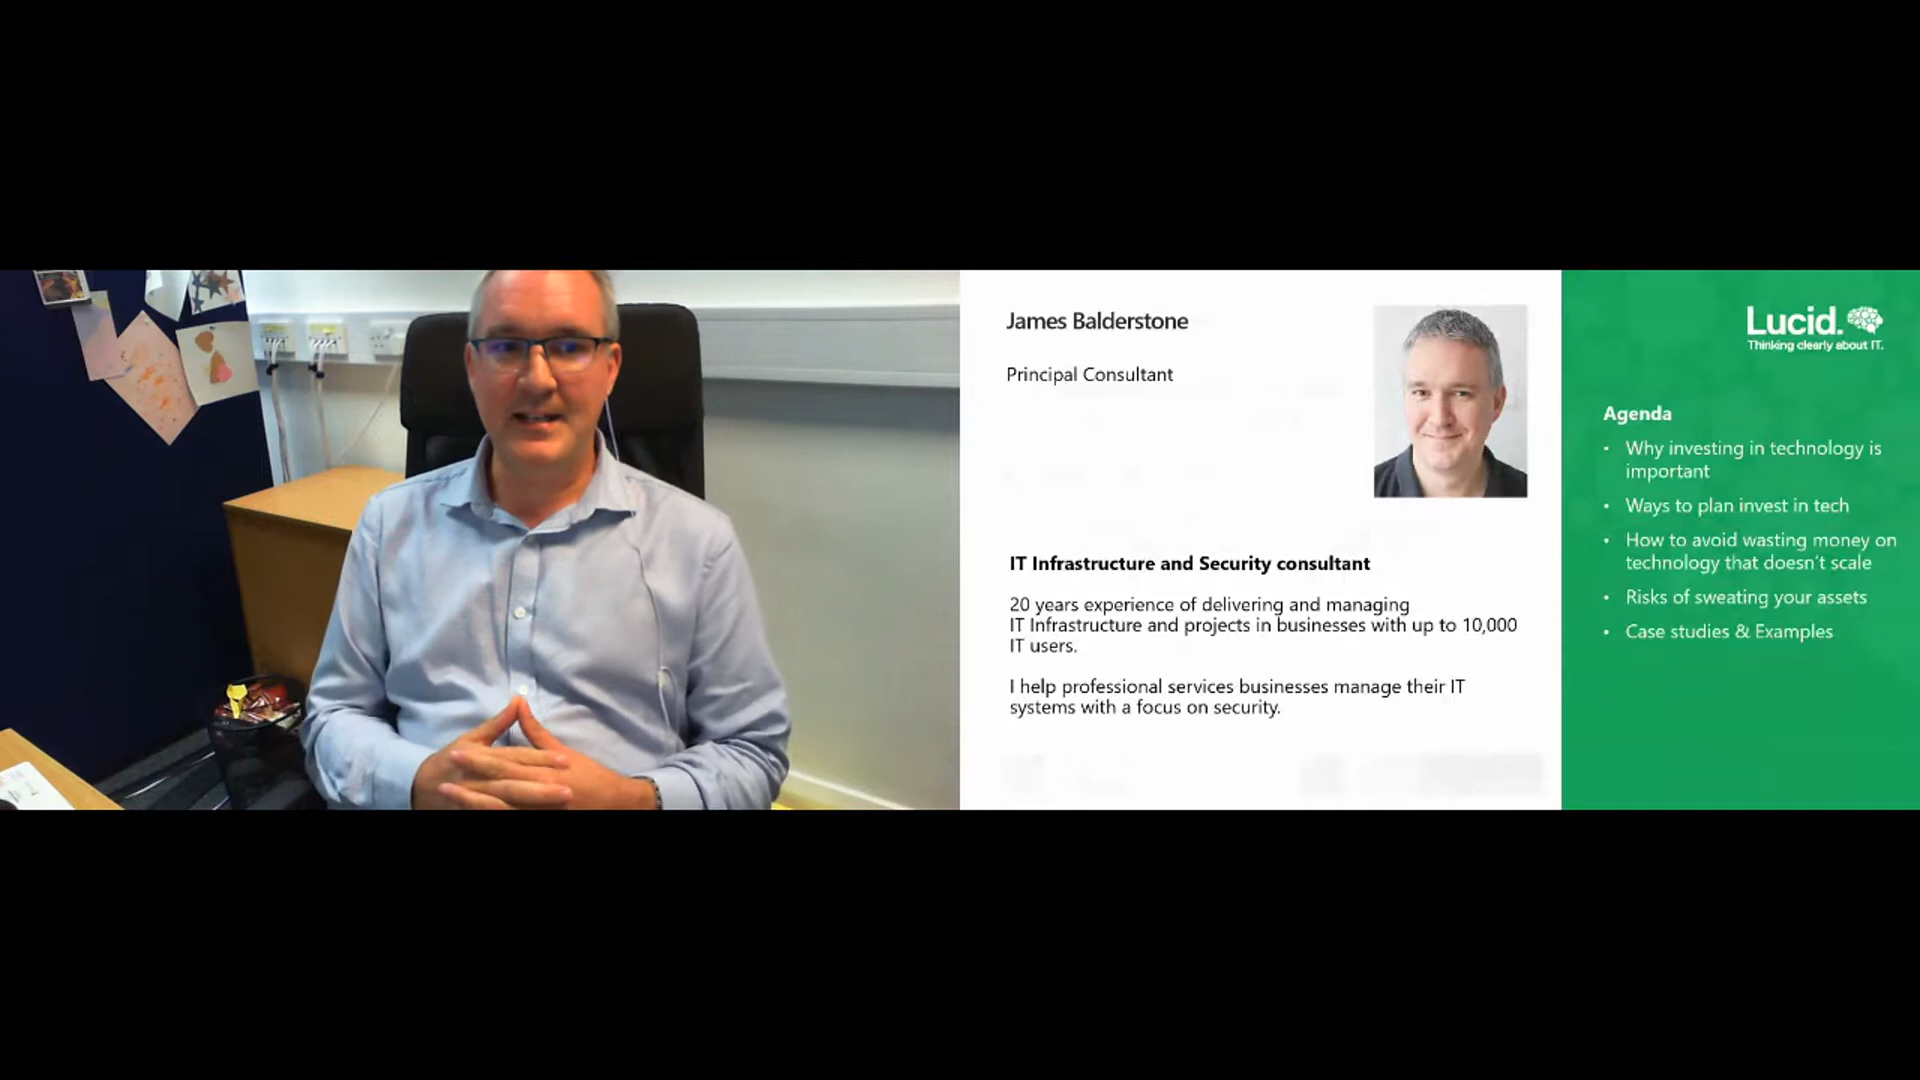 James Balderstone
Principal Consultant
IT Infrastructure and Security consultant
20 years experience of delivering and managing
IT Infrastructure and projects in businesses with up to 10,000
IT users.
I help professional services businesses manage their IT
systems with a focus on security.
Lucid.
Thinking clearly about IT.
Agenda
• Why investing in technology is
important
• Ways to plan invest in tech
• How to avoid wasting money on
technology that doesn't scale
• Risks of sweating your assets
• Case studies & Examples